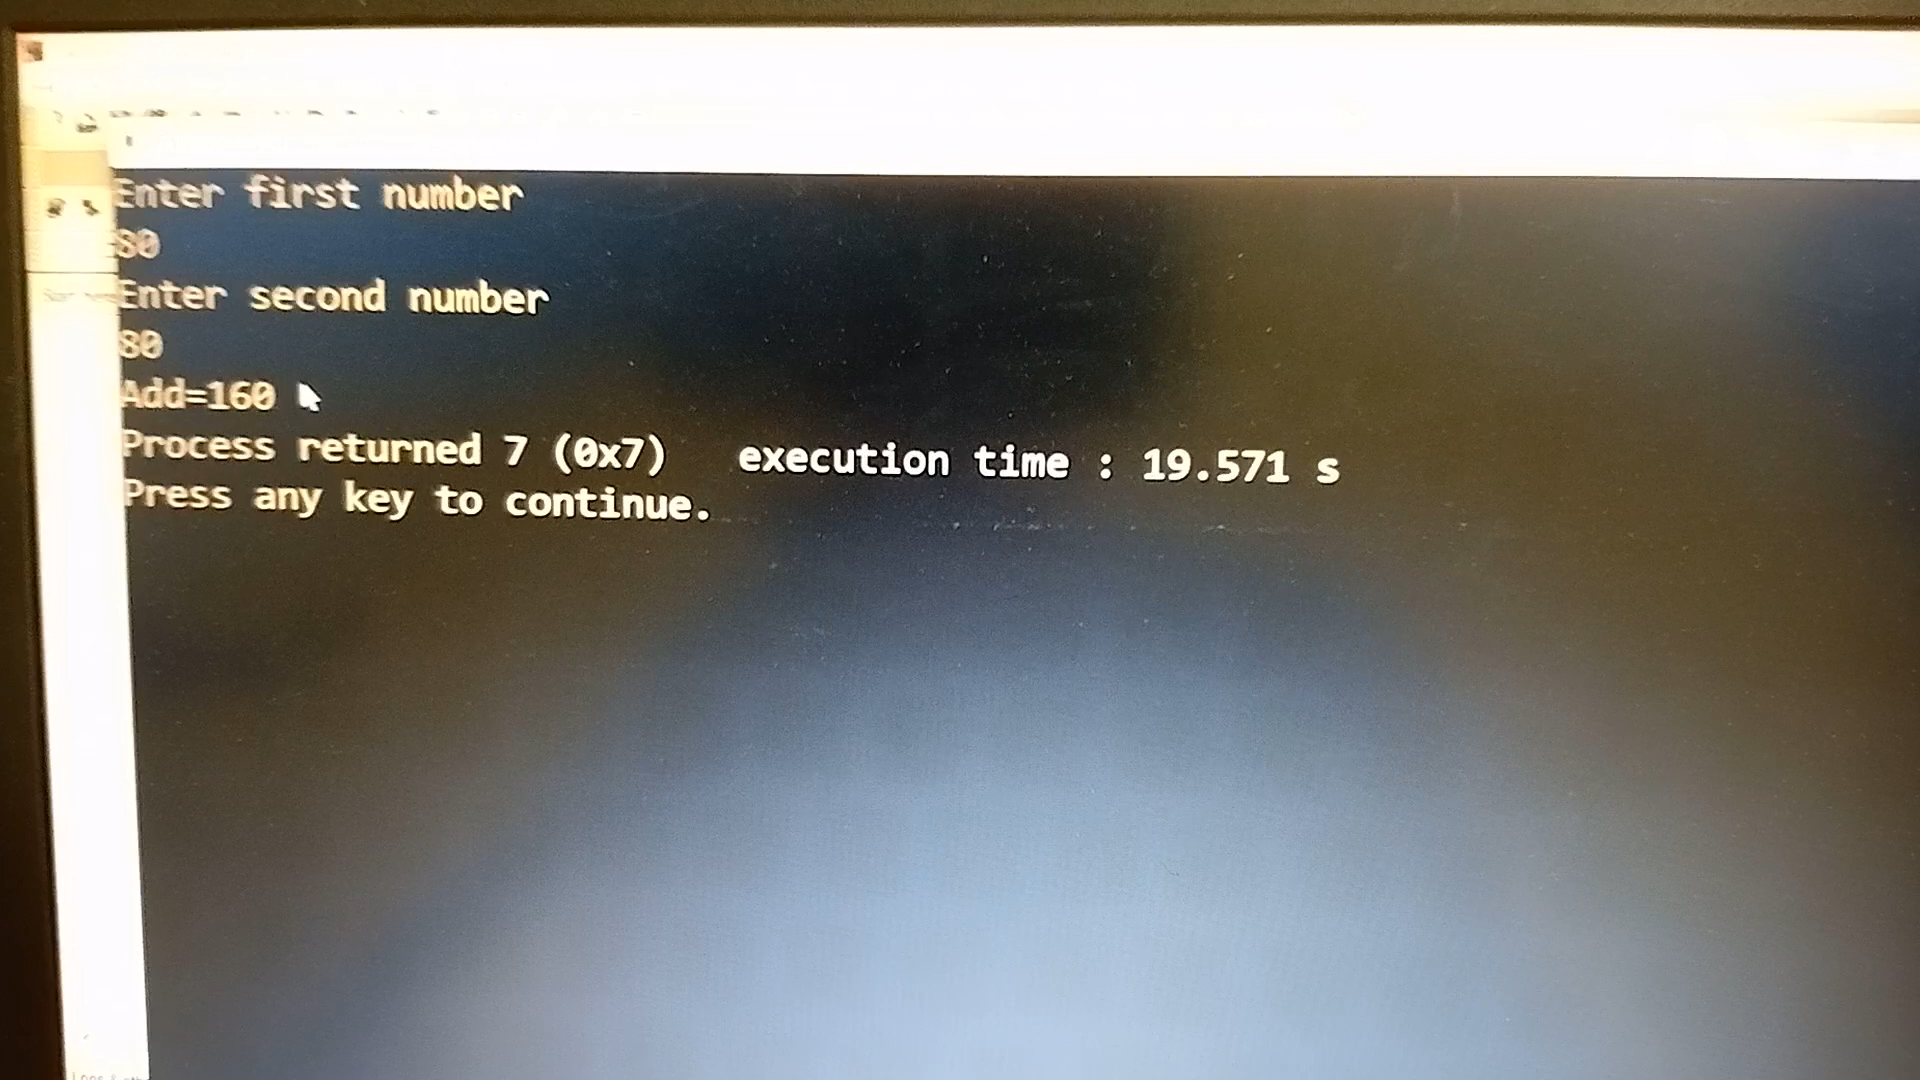 Enter first number
80
Enter second number
80
Add=160
Process returned 7 (0x7)   execution time : 19.571 s
Press any key to continue.